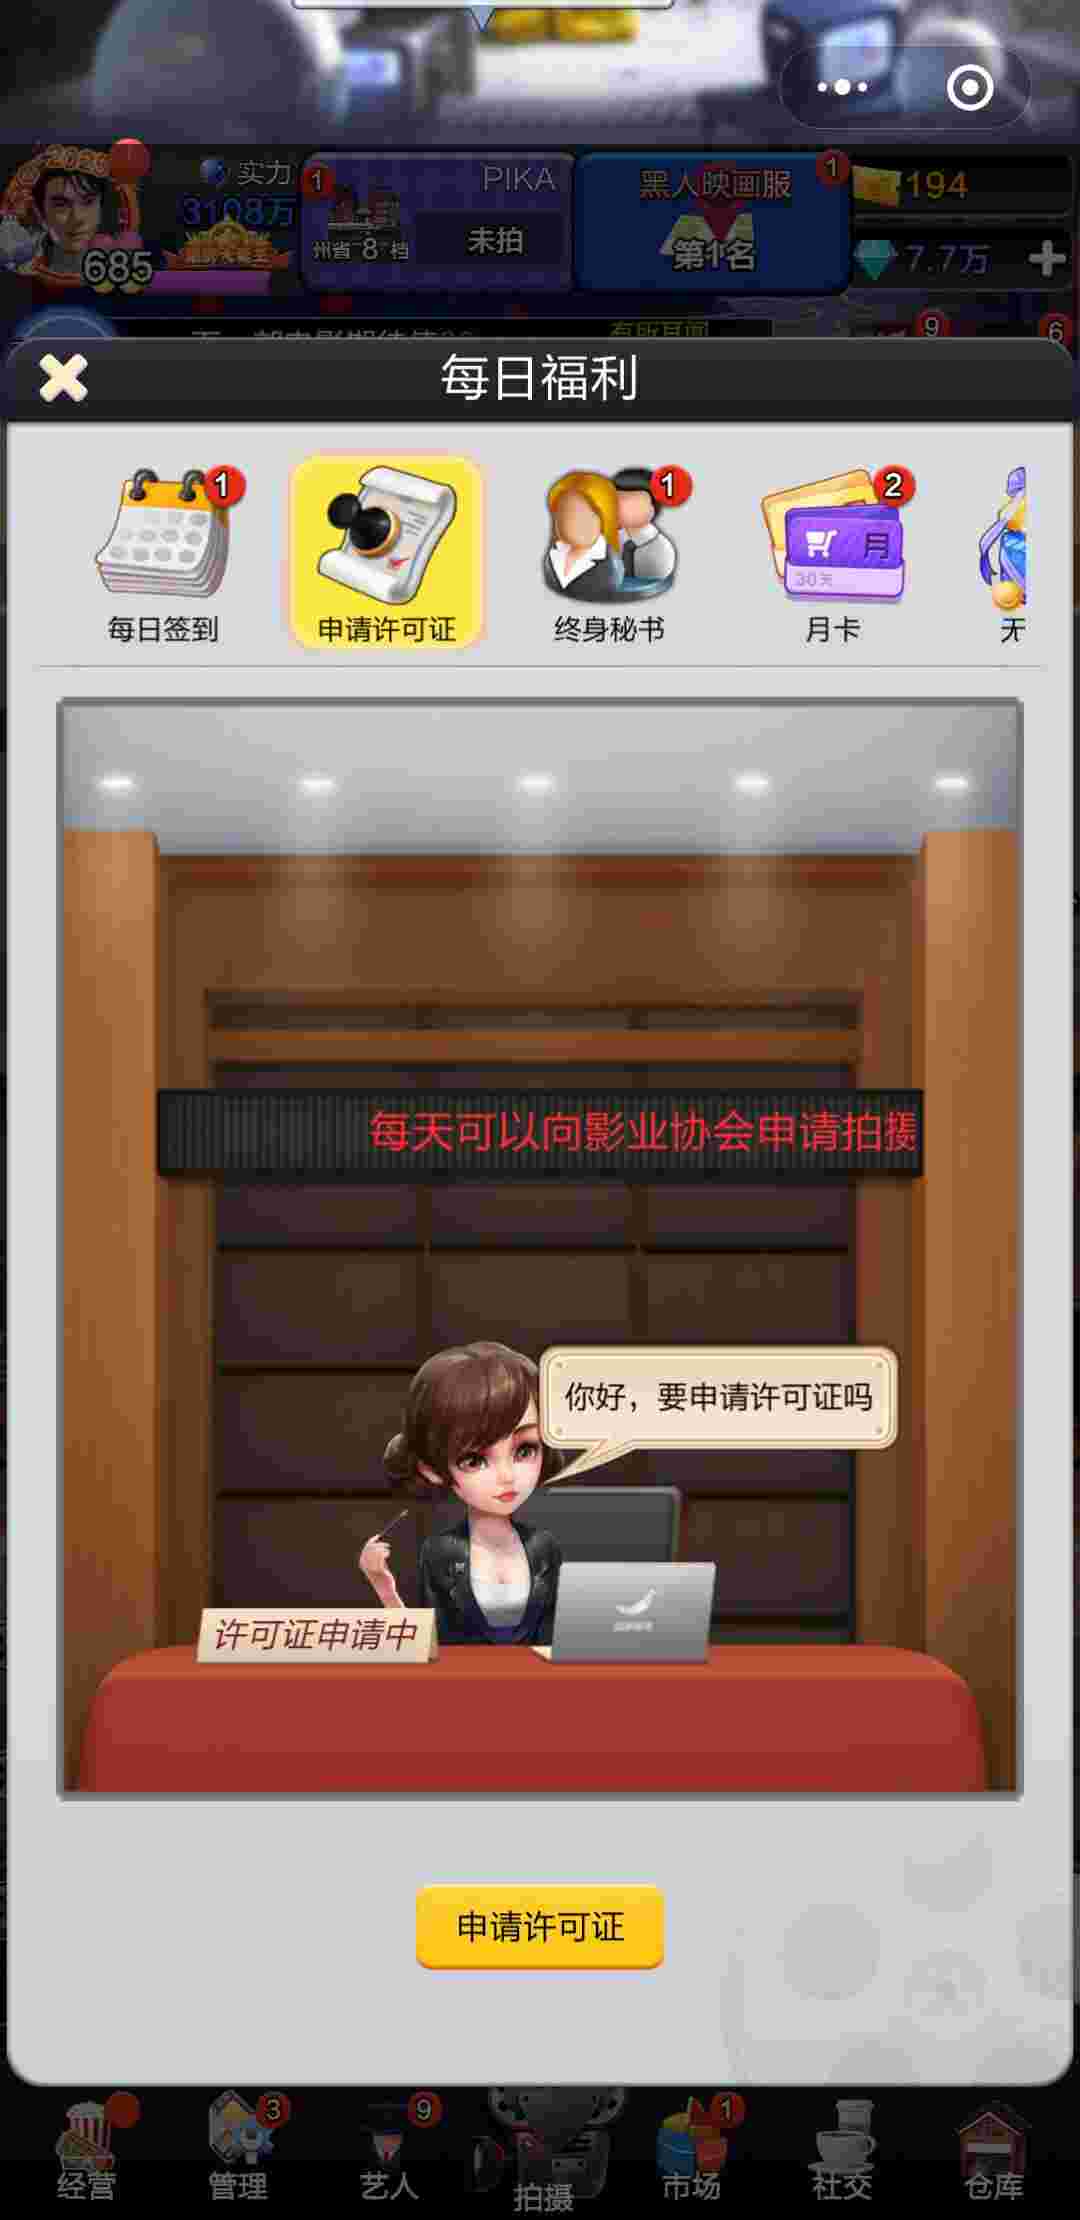 2020
实力
3108万
685
1
PIKA
州省 8 档
未拍
黑人映画服
1
第1名
194
7.7万
有所耳闻
9
6
每日福利
1
每日签到
申请许可证
1
终身秘书
2
月
30天
月卡
无
每天可以向影业协会申请拍摄
你好，要申请许可证吗
许可证申请中
申请许可证
经营
3
管理
9
艺人
拍摄
1
市场
社交
仓库